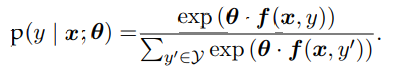 p(y | x; θ) = exp (θ · f(x, y)) / ∑y′∈𝒴 exp (θ · f(x, y′)).